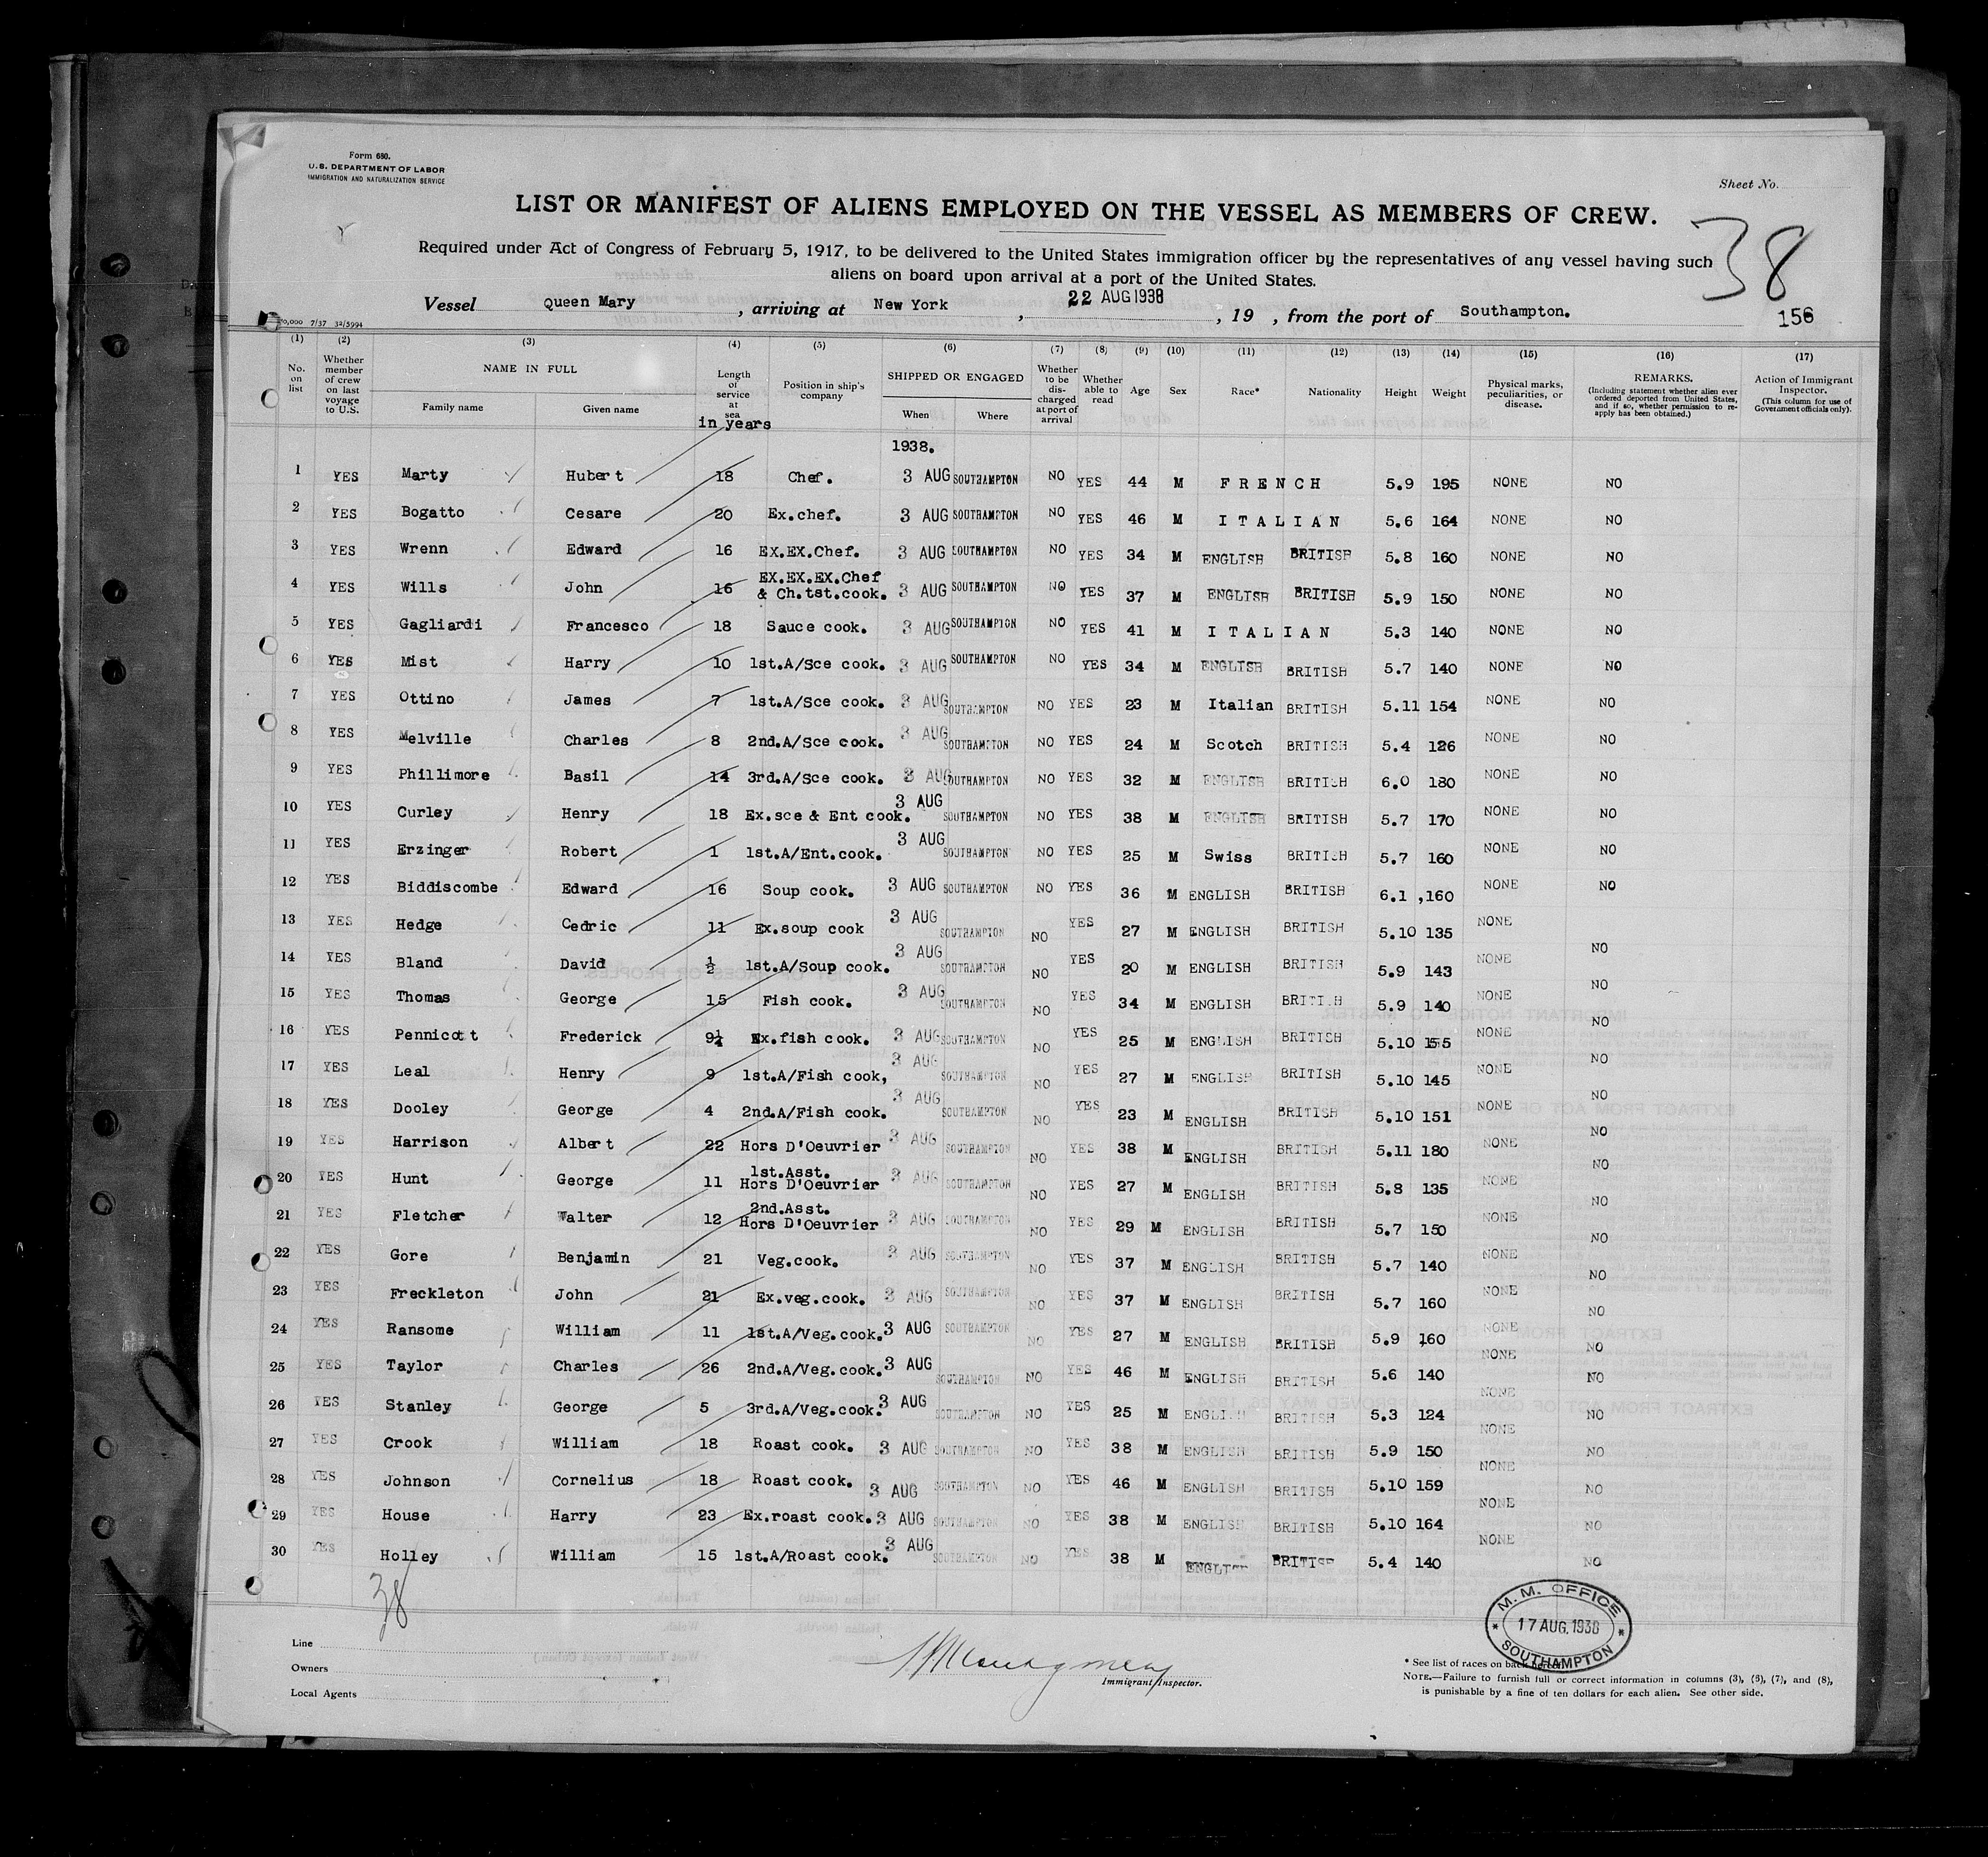 Form 680.
U.S. DEPARTMENT OF LABOR
IMMIGRATION AND NATURALIZATION SERVICE
Sheet No.
LIST OR MANIFEST OF ALIENS EMPLOYED ON THE VESSEL AS MEMBERS OF CREW.
38
Required under Act of Congress of February 5, 1917, to be delivered to the United States immigration officer by the representatives of any vessel having such
aliens on board upon arrival at a port of the United States.
Vessel Queen Mary, arriving at New York, 22 AUG 1938, 19 , from the port of Southampton.
156
7/37 32/5994
(1) (2) (3) (4) (5) (6) (7) (8) (9) (10) (11) (12) (13) (14) (15) (16) (17)
No. on list
Whether member of crew on last voyage to U.S.
NAME IN FULL
Family name
Given name
Length of service at sea
in years
Position in ship's company
SHIPPED OR ENGAGED
When
Where
Whether to be discharged at port of arrival
Whether able to read
Age
Sex
Race*
Nationality
Height
Weight
Physical marks, peculiarities, or disease.
REMARKS.
(Including statement whether alien ever ordered deported from United States, and if so, whether permission to re-apply has been obtained.)
Action of Immigrant Inspector.
(This column for use of Government officials only).
1938.
1 YES Marty Hubert 18 Chef. 3 AUG SOUTHAMPTON NO YES 44 M FRENCH 5.9 195 NONE NO
2 YES Bogatto Cesare 20 Ex.chef. 3 AUG SOUTHAMPTON NO YES 46 M ITALIAN 5.6 164 NONE NO
3 YES Wrenn Edward 16 EX.EX.Chef. 3 AUG SOUTHAMPTON NO YES 34 M ENGLISH BRITISH 5.8 160 NONE NO
4 YES Wills John 16 EX.EX.EX.Chef & Ch.tst.cook. 3 AUG SOUTHAMPTON NO YES 37 M ENGLISH BRITISH 5.9 150 NONE NO
5 YES Gagliardi Francesco 18 Sauce cook. 3 AUG SOUTHAMPTON NO YES 41 M ITALIAN 5.3 140 NONE NO
6 YES Mist Harry 10 1st.A/Sce cook. 3 AUG SOUTHAMPTON NO YES 34 M ENGLISH BRITISH 5.7 140 NONE NO
7 YES Ottino James 7 1st.A/Sce cook. 3 AUG SOUTHAMPTON NO YES 23 M Italian BRITISH 5.11 154 NONE NO
8 YES Melville Charles 8 2nd.A/Sce cook. 3 AUG SOUTHAMPTON NO YES 24 M Scotch BRITISH 5.4 126 NONE NO
9 YES Phillimore Basil 14 3rd.A/Sce cook. 3 AUG SOUTHAMPTON NO YES 32 M ENGLISH BRITISH 6.0 180 NONE NO
10 YES Curley Henry 18 Ex.sce & Ent cook. 3 AUG SOUTHAMPTON NO YES 38 M ENGLISH BRITISH 5.7 170 NONE NO
11 YES Erzinger Robert 1 1st.A/Ent.cook. 3 AUG SOUTHAMPTON NO YES 25 M Swiss BRITISH 5.7 160 NONE NO
12 YES Biddiscombe Edward 16 Soup cook. 3 AUG SOUTHAMPTON NO YES 36 M ENGLISH BRITISH 6.1 ,160 NONE NO
13 YES Hedge Cedric 11 Ex.soup cook 3 AUG SOUTHAMPTON NO YES 27 M ENGLISH BRITISH 5.10 135 NONE NO
14 YES Bland David ½ 1st.A/Soup cook. 3 AUG SOUTHAMPTON NO YES 20 M ENGLISH BRITISH 5.9 143 NONE NO
15 YES Thomas George 15 Fish cook. 3 AUG SOUTHAMPTON NO YES 34 M ENGLISH BRITISH 5.9 140 NONE NO
16 YES Pennicott Frederick 9¼ Ex.fish cook. 3 AUG SOUTHAMPTON NO YES 25 M ENGLISH BRITISH 5.10 155 NONE NO
17 YES Leal Henry 9 1st.A/Fish cook, 3 AUG SOUTHAMPTON NO YES 27 M ENGLISH BRITISH 5.10 145 NONE NO
18 YES Dooley George 4 2nd.A/Fish cook. 3 AUG SOUTHAMPTON NO YES 23 M ENGLISH BRITISH 5.10 151 NONE NO
19 YES Harrison Albert 22 Hors D'Oeuvrier 3 AUG SOUTHAMPTON NO YES 38 M ENGLISH BRITISH 5.11 180 NONE NO
20 YES Hunt George 11 1st.Asst. Hors D'Oeuvrier 3 AUG SOUTHAMPTON NO YES 27 M ENGLISH BRITISH 5.8 135 NONE NO
21 YES Fletcher Walter 12 2nd.Asst. Hors D'Oeuvrier 3 AUG SOUTHAMPTON NO YES 29 M ENGLISH BRITISH 5.7 150 NONE NO
22 YES Gore Benjamin 21 Veg.cook. 3 AUG SOUTHAMPTON NO YES 37 M ENGLISH BRITISH 5.7 140 NONE NO
23 YES Freckleton John 21 Ex.veg.cook. 3 AUG SOUTHAMPTON NO YES 37 M ENGLISH BRITISH 5.7 160 NONE NO
24 YES Ransome William 11 1st.A/Veg.cook. 3 AUG SOUTHAMPTON NO YES 27 M ENGLISH BRITISH 5.9 160 NONE NO
25 YES Taylor Charles 26 2nd.A/Veg.cook. 3 AUG SOUTHAMPTON NO YES 46 M ENGLISH BRITISH 5.6 140 NONE NO
26 YES Stanley George 5 3rd.A/Veg.cook. 3 AUG SOUTHAMPTON NO YES 25 M ENGLISH BRITISH 5.3 124 NONE NO
27 YES Crook William 18 Roast cook. 3 AUG SOUTHAMPTON NO YES 38 M ENGLISH BRITISH 5.9 150 NONE NO
28 YES Johnson Cornelius 18 Roast cook. 3 AUG SOUTHAMPTON NO YES 46 M ENGLISH BRITISH 5.10 159 NONE NO
29 YES House Harry 23 Ex.roast cook. 3 AUG SOUTHAMPTON NO YES 38 M ENGLISH BRITISH 5.10 164 NONE NO
30 YES Holley William 15 1st.A/Roast cook. 3 AUG SOUTHAMPTON NO YES 38 M ENGLISH BRITISH 5.4 140 NONE NO
38
M. M. OFFICE
17 AUG. 1938
SOUTHAMPTON
Line
Owners
Local Agents
Immigrant Inspector.
* See list of races on back hereof.
NOTE.—Failure to furnish full or correct information in columns (3), (5), (7), and (8),
is punishable by a fine of ten dollars for each alien. See other side.